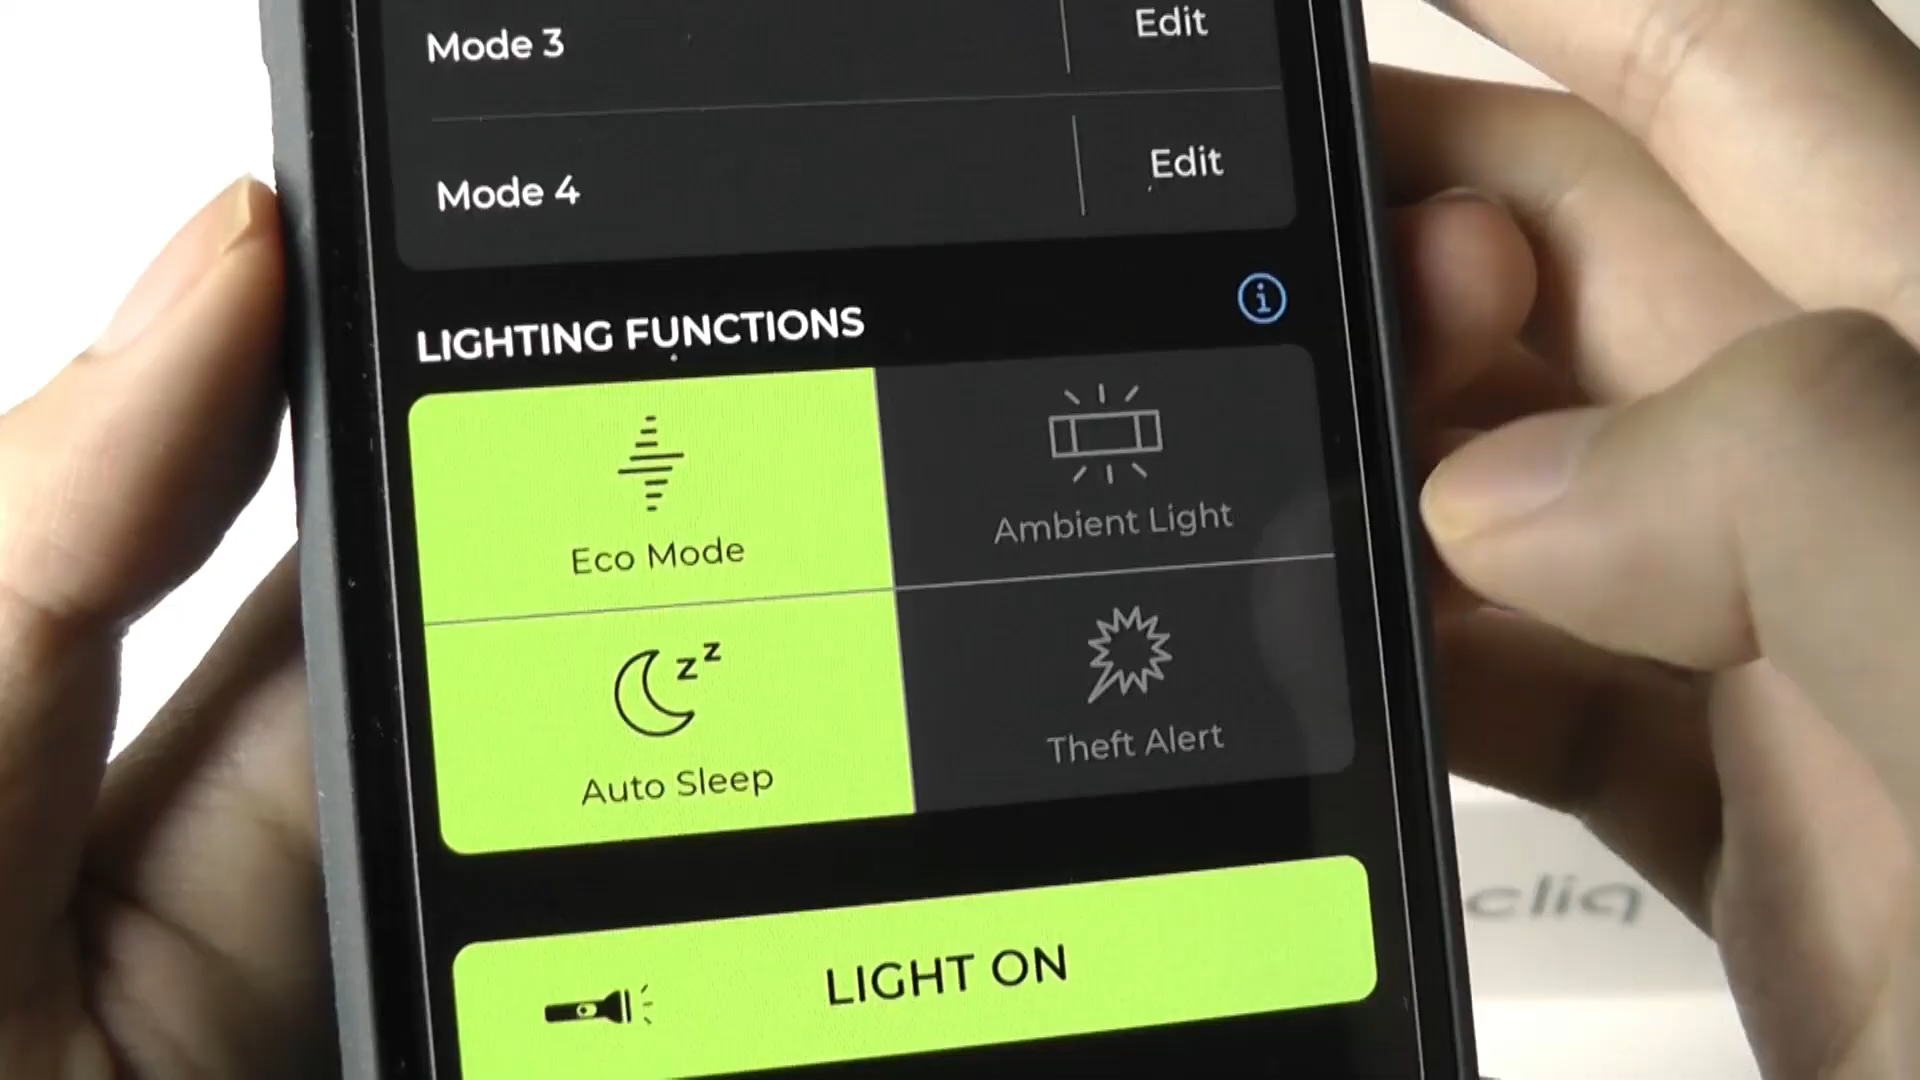 Mode 3
Edit
Mode 4
Edit
LIGHTING FUNCTIONS
i
Eco Mode
Ambient Light
zz
Auto Sleep
Theft Alert
LIGHT ON
cliq